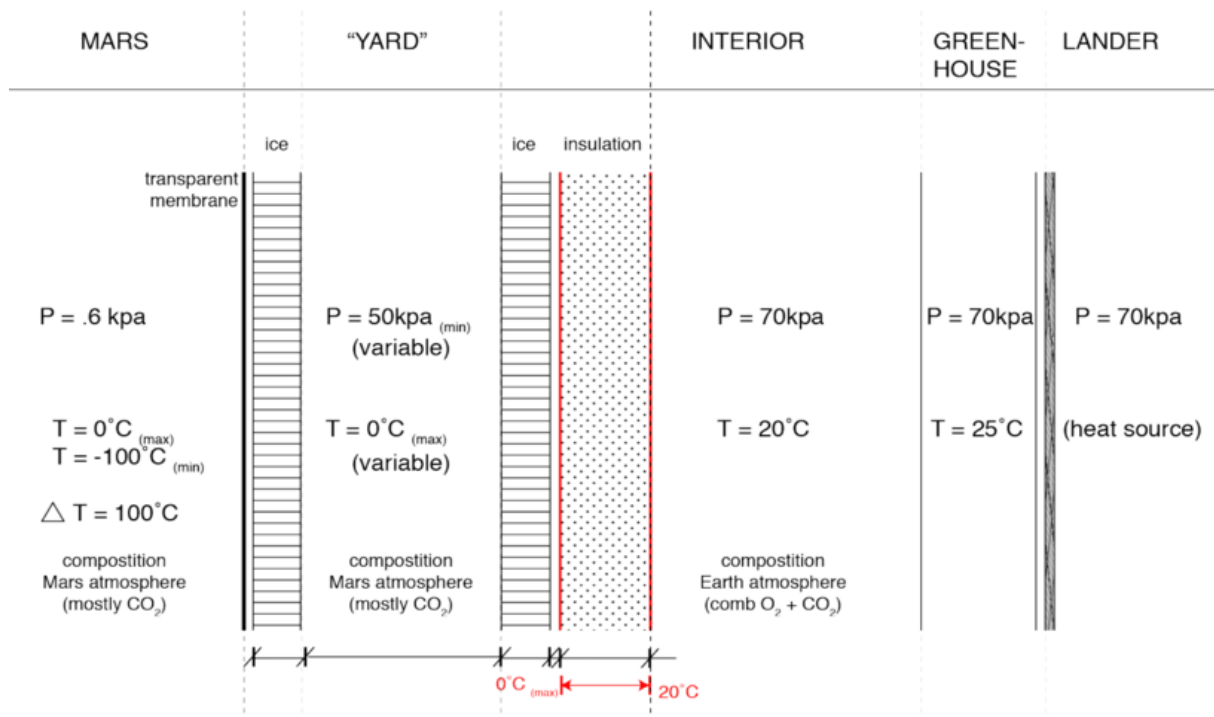 MARS
“YARD”
INTERIOR
GREEN-
HOUSE
LANDER
ice
ice
insulation
transparent
membrane
P = .6 kpa
P = 50kpa (min)
(variable)
P = 70kpa
P = 70kpa
P = 70kpa
T = 0˚C (max)
T = -100˚C (min)
T = 0˚C (max)
(variable)
T = 20˚C
T = 25˚C
(heat source)
△ T = 100˚C
compostition
Mars atmosphere
(mostly CO₂)
compostition
Mars atmosphere
(mostly CO₂)
compostition
Earth atmosphere
(comb O₂ + CO₂)
0˚C (max)
20˚C